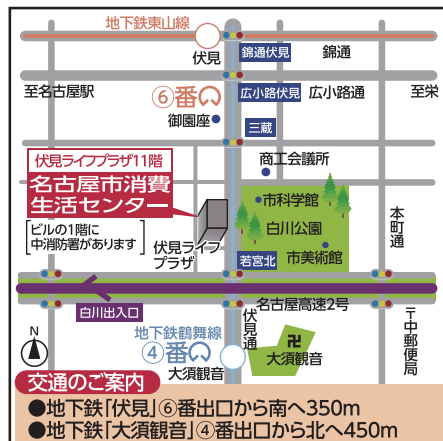 地下鉄東山線
伏見
錦通伏見
錦通
至名古屋駅
⑥番
広小路伏見
広小路通
至栄
御園座
三蔵
伏見ライフプラザ11階
名古屋市消費
生活センター
ビルの1階に
中消防署があります
商工会議所
市科学館
白川公園
市美術館
本町通
伏見ライフ
プラザ
若宮北
名古屋高速2号
白川出入口
伏見通
〒中郵便局
N
地下鉄鶴舞線
④番
大須観音
卍
大須観音
交通のご案内
●地下鉄「伏見」⑥番出口から南へ350m
●地下鉄「大須観音」④番出口から北へ450m